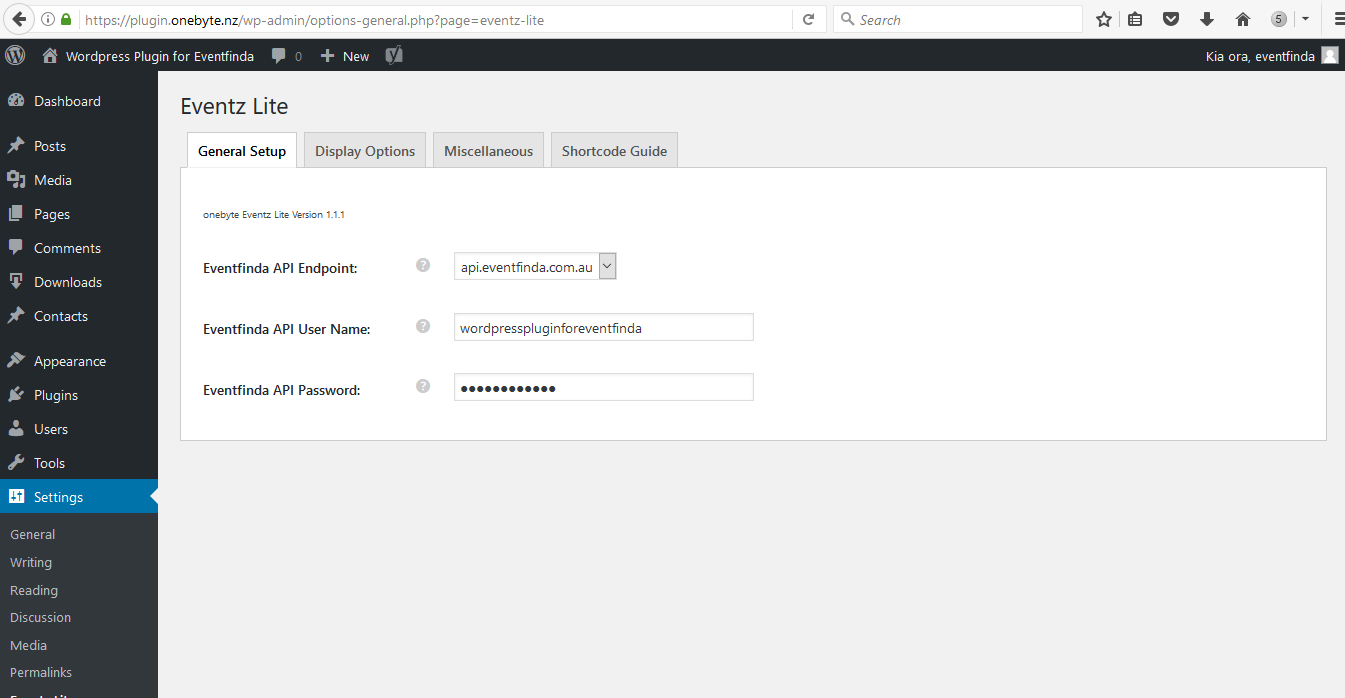 https://plugin.onebyte.nz/wp-admin/options-general.php?page=eventz-lite
Search
5
Wordpress Plugin for Eventfinda
0
New
Kia ora, eventfinda
Dashboard
Posts
Media
Pages
Comments
Downloads
Contacts
Appearance
Plugins
Users
Tools
Settings
General
Writing
Reading
Discussion
Media
Permalinks
Eventz Lite
Eventz Lite
General Setup
Display Options
Miscellaneous
Shortcode Guide
onebyte Eventz Lite Version 1.1.1
Eventfinda API Endpoint:
? api.eventfinda.com.au
Eventfinda API User Name:
? wordpresspluginforeventfinda
Eventfinda API Password:
? ●●●●●●●●●●●●